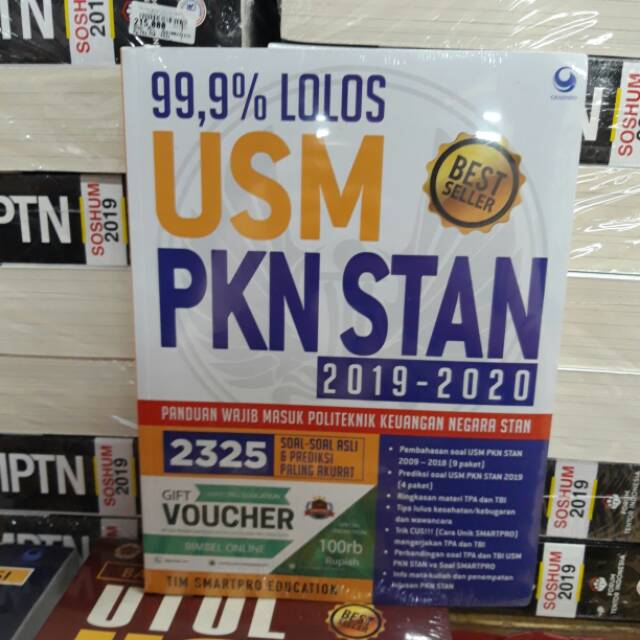 99,9% LOLOS
USM
BEST
SELLER
PKN STAN
2019-2020
PANDUAN WAJIB MASUK POLITEKNIK KEUANGAN NEGARA STAN
2325
SOAL-SOAL ASLI
& PREDIKSI
PALING AKURAT
GIFT
VOUCHER
BIMBEL ONLINE
100rb
Rupiah
• Pembahasan soal USM PKN STAN
2009 - 2018 (9 paket)
• Prediksi soal USM PKN STAN 2019
(4 paket)
• Ringkasan materi TPA dan TBI
• Tips lulus kesehatan/kebugaran
dan wawancara
• Trik CUS!!! (Cara Unik SMARTPRO)
mengerjakan TPA dan TBI
• Perbandingan soal TPA dan TBI USM
PKN STAN vs Soal SMARTPRO
• Info mata kuliah dan penempatan
TIM SMARTPRO EDUCATION
SOSHUM
2019
PTN
SOSHUM
2019
MPTN
SOSHUM
2019
SOSHUM
2019
SOSHUM
2019
SOSHUM
2019
BEST
SELLER
UTUL